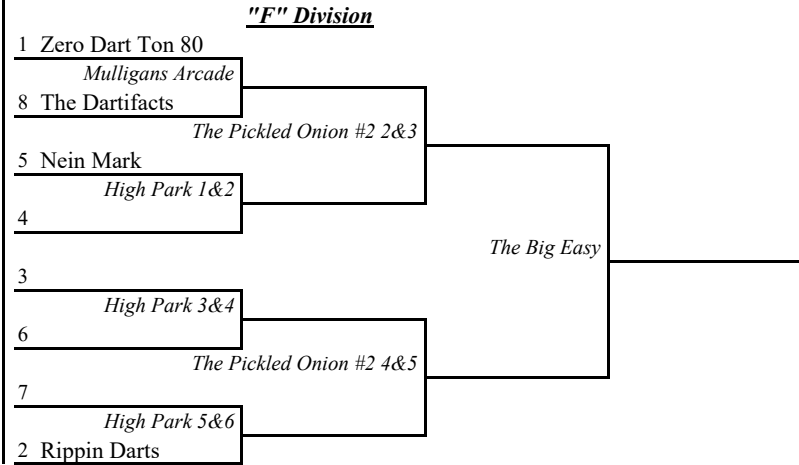 "F" Division
1 Zero Dart Ton 80
Mulligans Arcade
8 The Dartifacts
The Pickled Onion #2 2&3
5 Nein Mark
High Park 1&2
4
The Big Easy
3
High Park 3&4
6
The Pickled Onion #2 4&5
7
High Park 5&6
2 Rippin Darts